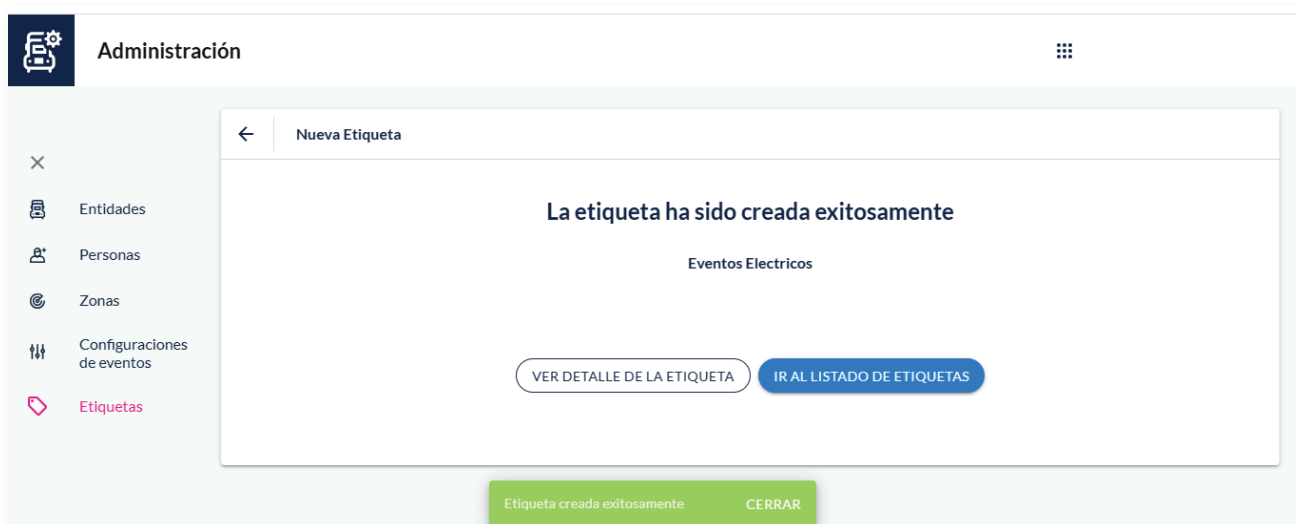 Administración
Nueva Etiqueta
Entidades
Personas
Zonas
Configuraciones
de eventos
Etiquetas
La etiqueta ha sido creada exitosamente
Eventos Electricos
VER DETALLE DE LA ETIQUETA
IR AL LISTADO DE ETIQUETAS
Etiqueta creada exitosamente CERRAR